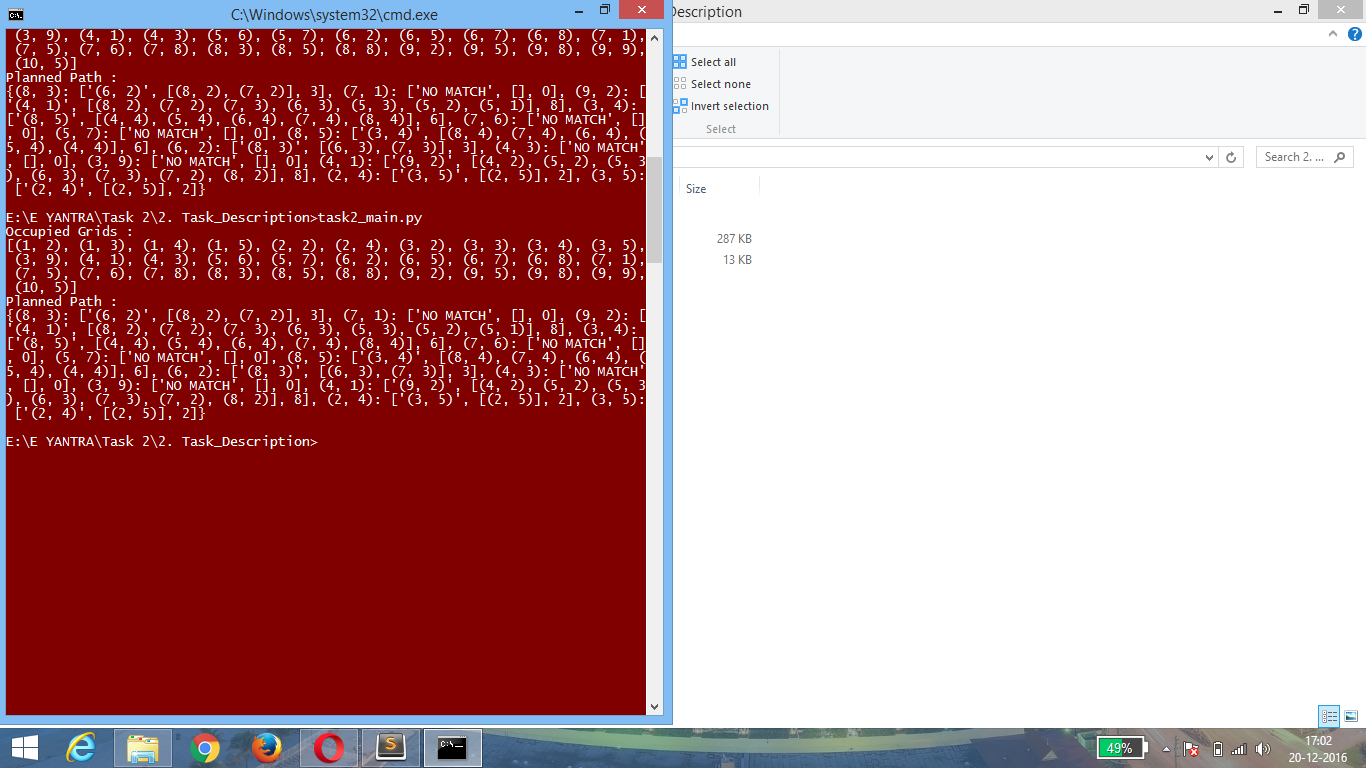 C:\Windows\system32\cmd.exe
(3, 9), (4, 1), (4, 3), (5, 6), (5, 7), (6, 2), (6, 5), (6, 7), (6, 8), (7, 1),
(7, 5), (7, 6), (7, 8), (8, 3), (8, 5), (8, 8), (9, 2), (9, 5), (9, 8), (9, 9),
(10, 5)]
Planned Path :
{(8, 3): ['(6, 2)', [(8, 2), (7, 2)], 3], (7, 1): ['NO MATCH', [], 0], (9, 2): [
'(4, 1)', [(8, 2), (7, 2), (7, 3), (6, 3), (5, 3), (5, 2), (5, 1)], 8], (3, 4):
['(8, 5)', [(4, 4), (5, 4), (6, 4), (7, 4), (8, 4)], 6], (7, 6): ['NO MATCH', []
, 0], (5, 7): ['NO MATCH', [], 0], (8, 5): ['(3, 4)', [(8, 4), (7, 4), (6, 4), (
5, 4), (4, 4)], 6], (6, 2): ['(8, 3)', [(6, 3), (7, 3)], 3], (4, 3): ['NO MATCH'
, [], 0], (3, 9): ['NO MATCH', [], 0], (4, 1): ['(9, 2)', [(4, 2), (5, 2), (5, 3
), (6, 3), (7, 3), (7, 2), (8, 2)], 8], (2, 4): ['(3, 5)', [(2, 5)], 2], (3, 5):
['(2, 4)', [(2, 5)], 2]}
E:\E YANTRA\Task 2\2. Task_Description>task2_main.py
Occupied Grids :
[(1, 2), (1, 3), (1, 4), (1, 5), (2, 2), (2, 4), (3, 2), (3, 3), (3, 4), (3, 5),
(3, 9), (4, 1), (4, 3), (5, 6), (5, 7), (6, 2), (6, 5), (6, 7), (6, 8), (7, 1),
(7, 5), (7, 6), (7, 8), (8, 3), (8, 5), (8, 8), (9, 2), (9, 5), (9, 8), (9, 9),
(10, 5)]
Planned Path :
{(8, 3): ['(6, 2)', [(8, 2), (7, 2)], 3], (7, 1): ['NO MATCH', [], 0], (9, 2): [
'(4, 1)', [(8, 2), (7, 2), (7, 3), (6, 3), (5, 3), (5, 2), (5, 1)], 8], (3, 4):
['(8, 5)', [(4, 4), (5, 4), (6, 4), (7, 4), (8, 4)], 6], (7, 6): ['NO MATCH', []
, 0], (5, 7): ['NO MATCH', [], 0], (8, 5): ['(3, 4)', [(8, 4), (7, 4), (6, 4), (
5, 4), (4, 4)], 6], (6, 2): ['(8, 3)', [(6, 3), (7, 3)], 3], (4, 3): ['NO MATCH'
, [], 0], (3, 9): ['NO MATCH', [], 0], (4, 1): ['(9, 2)', [(4, 2), (5, 2), (5, 3
), (6, 3), (7, 3), (7, 2), (8, 2)], 8], (2, 4): ['(3, 5)', [(2, 5)], 2], (3, 5):
['(2, 4)', [(2, 5)], 2]}
E:\E YANTRA\Task 2\2. Task_Description>
Description
Select all
Select none
Invert selection
Select
Search 2. ...
Size
287 KB
13 KB
49%
17:02
20-12-2016